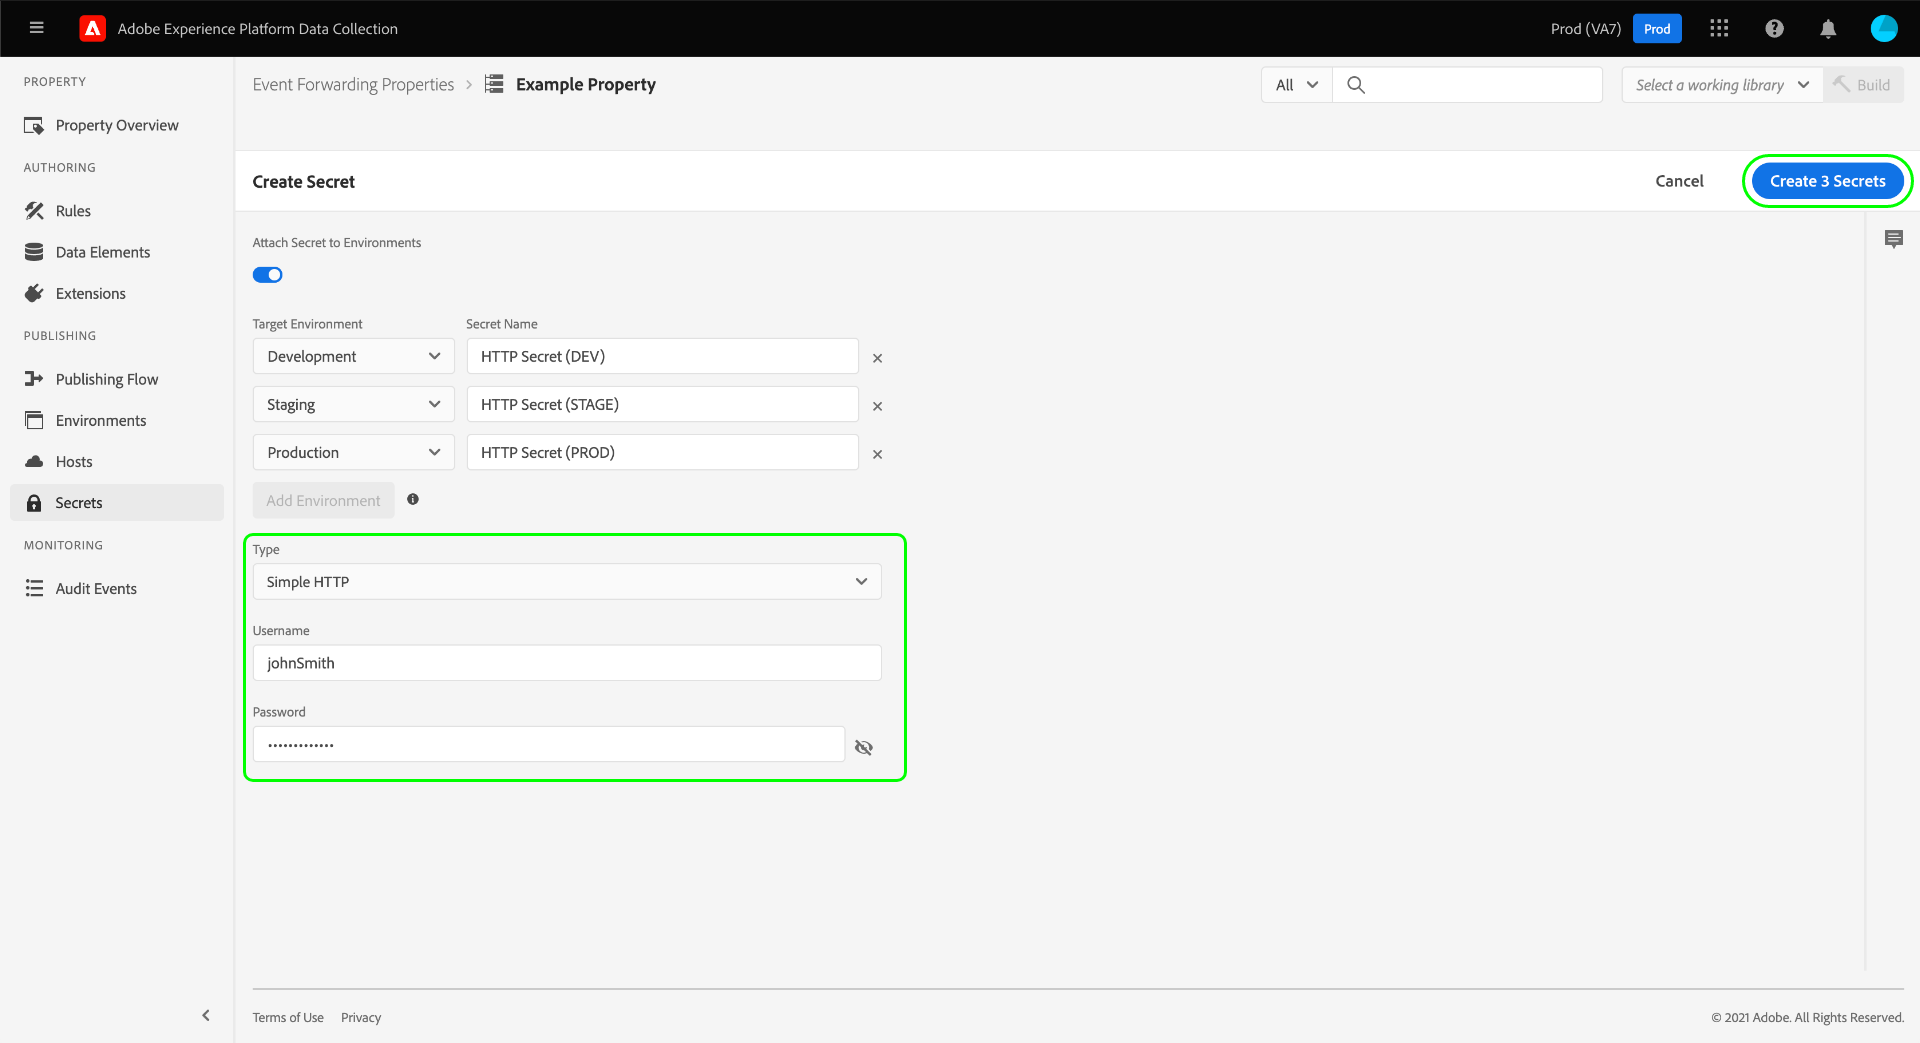 Adobe Experience Platform Data Collection
Prod (VA7)
Prod
PROPERTY
Property Overview
AUTHORING
Rules
Data Elements
Extensions
PUBLISHING
Publishing Flow
Environments
Hosts
Secrets
MONITORING
Audit Events
Event Forwarding Properties > Example Property
All
Select a working library
Build
Create Secret
Cancel
Create 3 Secrets
Attach Secret to Environments
Target Environment Secret Name
Development HTTP Secret (DEV)
Staging HTTP Secret (STAGE)
Production HTTP Secret (PROD)
Add Environment
Type
Simple HTTP
Username
johnSmith
Password
•••••••••••••
Terms of Use Privacy
© 2021 Adobe. All Rights Reserved.